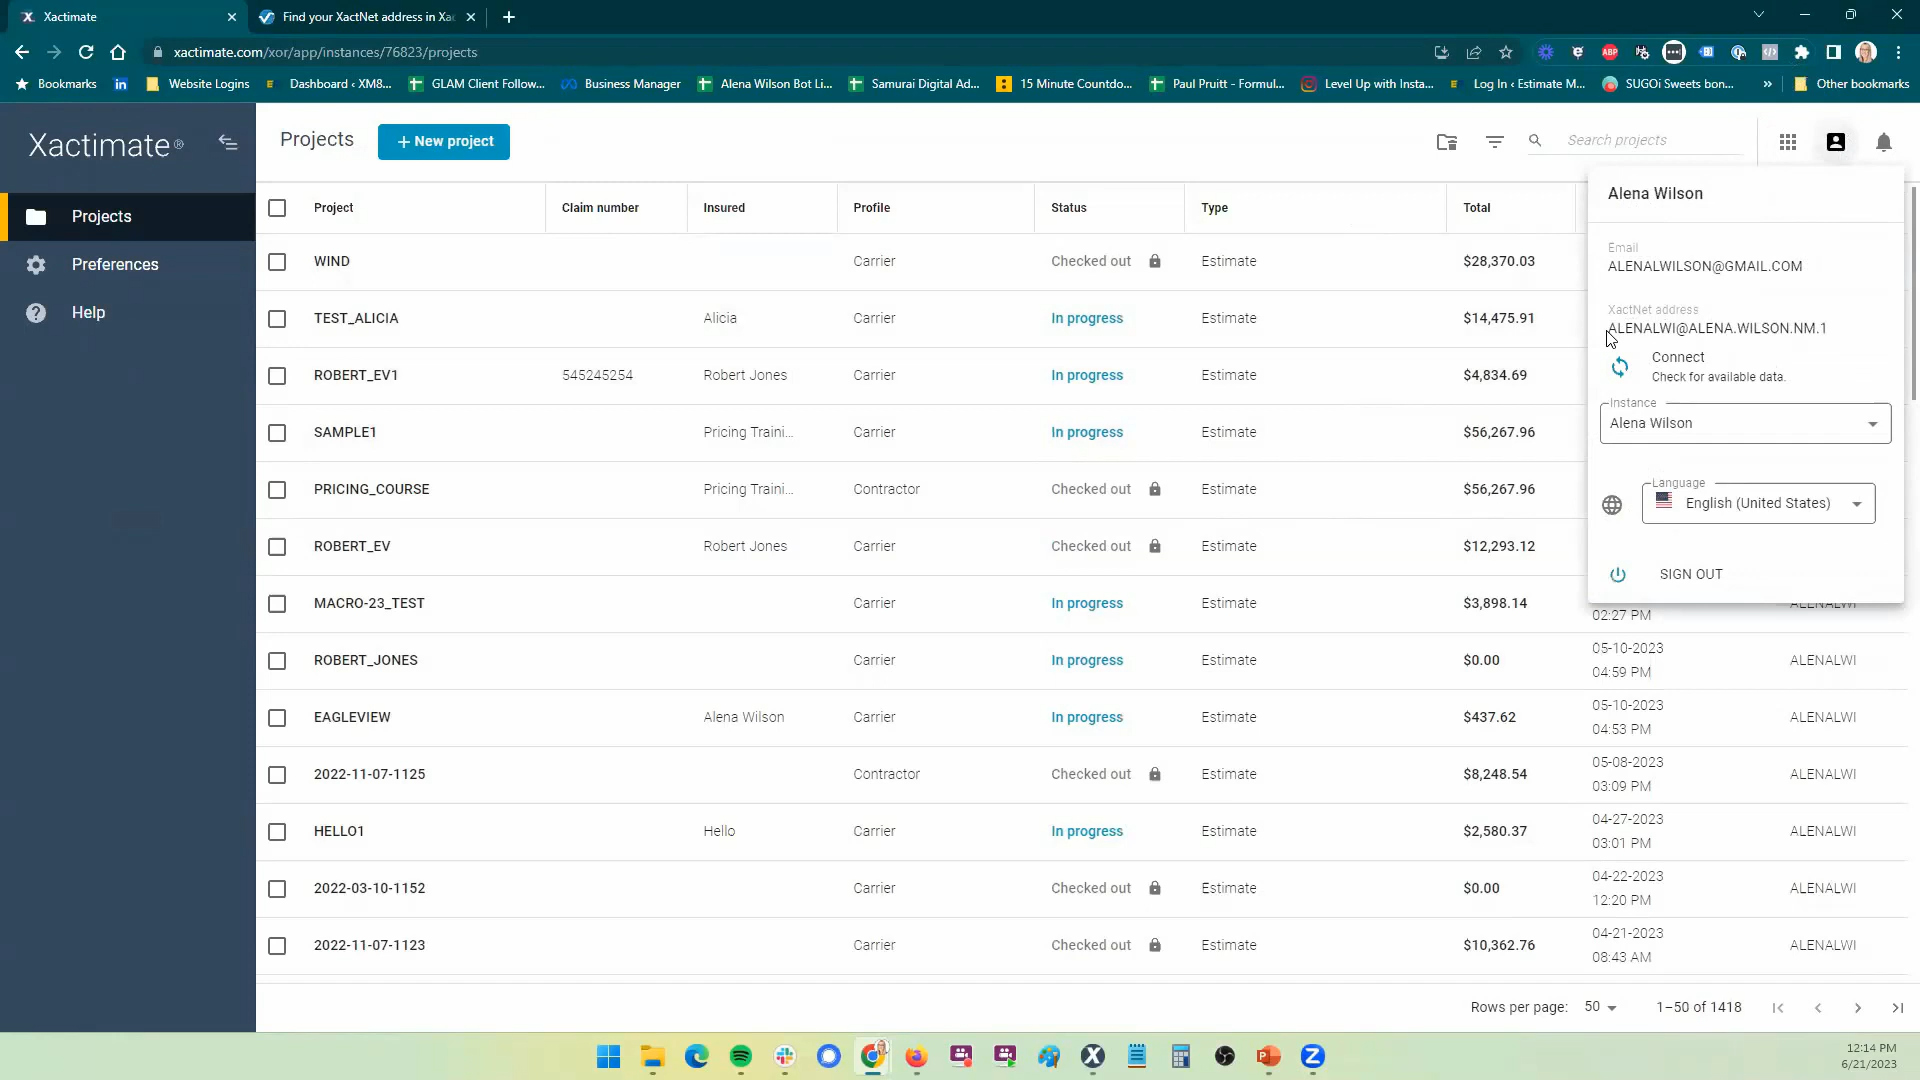 Xactimate
Find your XactNet address in Xa
xactimate.com/xor/app/instances/76823/projects
Bookmarks
Website Logins
Dashboard ‹ XM8...
GLAM Client Follow...
Business Manager
Alena Wilson Bot Li...
Samurai Digital Ad...
15 Minute Countdo...
Paul Pruitt - Formul...
Level Up with Insta...
Log In ‹ Estimate M...
SUGOi Sweets bon...
»
Other bookmarks
Xactimate®
Projects
+ New project
Search projects
Projects
Preferences
Help
Project Claim number Insured Profile Status Type Total
WIND Carrier Checked out Estimate $28,370.03
TEST_ALICIA Alicia Carrier In progress Estimate $14,475.91
ROBERT_EV1 545245254 Robert Jones Carrier In progress Estimate $4,834.69
SAMPLE1 Pricing Traini... Carrier In progress Estimate $56,267.96
PRICING_COURSE Pricing Traini... Contractor Checked out Estimate $56,267.96
ROBERT_EV Robert Jones Carrier Checked out Estimate $12,293.12
MACRO-23_TEST Carrier In progress Estimate $3,898.14 ALENALWI
02:27 PM
ROBERT_JONES Carrier In progress Estimate $0.00 05-10-2023 04:59 PM ALENALWI
EAGLEVIEW Alena Wilson Carrier In progress Estimate $437.62 05-10-2023 04:53 PM ALENALWI
2022-11-07-1125 Contractor Checked out Estimate $8,248.54 05-08-2023 03:09 PM ALENALWI
HELLO1 Hello Carrier In progress Estimate $2,580.37 04-27-2023 03:01 PM ALENALWI
2022-03-10-1152 Carrier Checked out Estimate $0.00 04-22-2023 12:20 PM ALENALWI
2022-11-07-1123 Carrier Checked out Estimate $10,362.76 04-21-2023 08:43 AM ALENALWI
Alena Wilson
Email
ALENALWILSON@GMAIL.COM
XactNet address
ALENALWI@ALENA.WILSON.NM.1
Connect
Check for available data.
Instance
Alena Wilson
Language
English (United States)
SIGN OUT
Rows per page: 50 1–50 of 1418
12:14 PM
6/21/2023